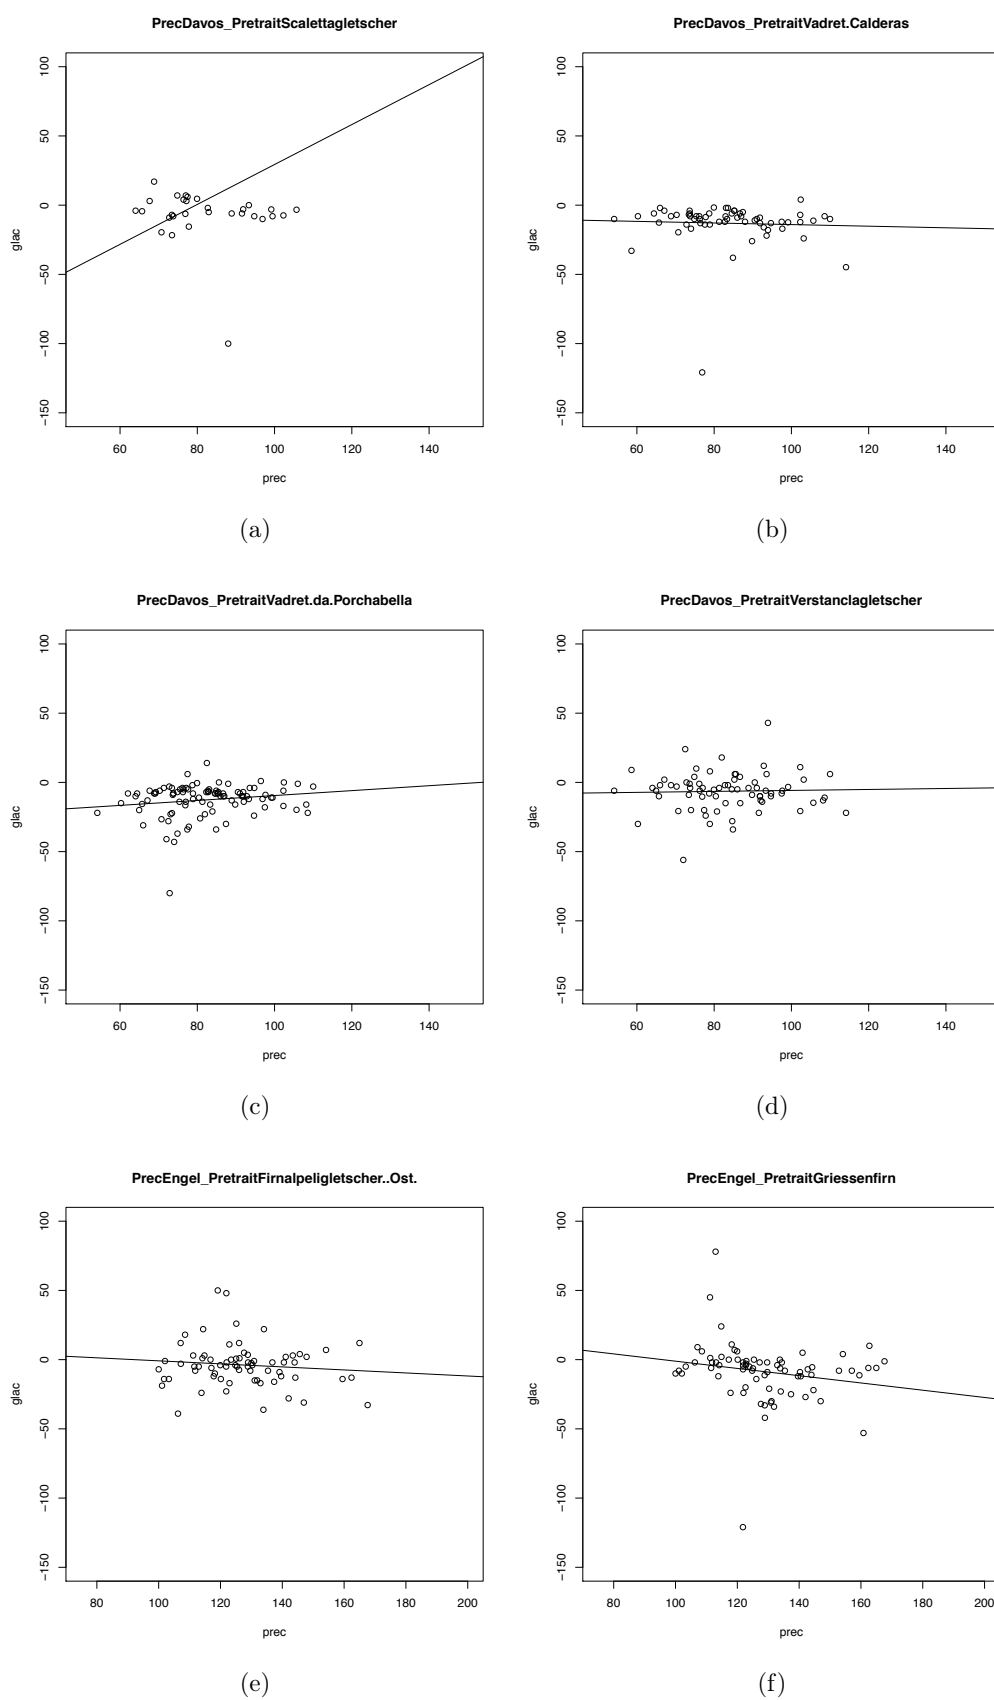 PrecDavos_PretraitScalettagletscher
PrecDavos_PretraitVadret.Calderas
100
50
0
−50
−100
−150
glac
60 80 100 120 140
prec
100
50
0
−50
−100
−150
glac
60 80 100 120 140
prec
(a)
(b)
PrecDavos_PretraitVadret.da.Porchabella
PrecDavos_PretraitVerstanclagletscher
100
50
0
−50
−100
−150
glac
60 80 100 120 140
prec
100
50
0
−50
−100
−150
glac
60 80 100 120 140
prec
(c)
(d)
PrecEngel_PretraitFirnalpeligletscher..Ost.
PrecEngel_PretraitGriessenfirn
100
50
0
−50
−100
−150
glac
80 100 120 140 160 180 200
prec
100
50
0
−50
−100
−150
glac
80 100 120 140 160 180 200
prec
(e)
(f)